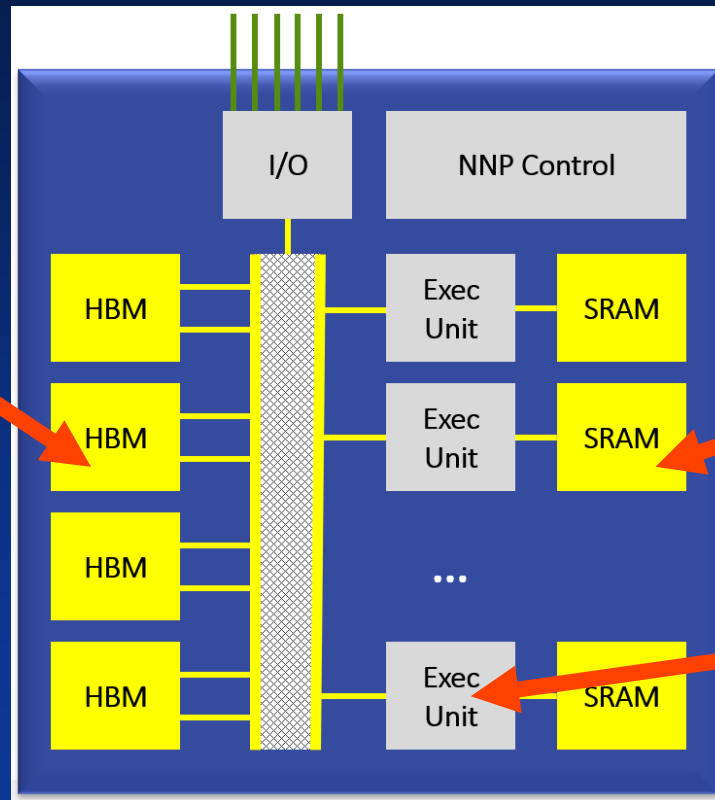 I/O
NNP Control
HBM
Exec
Unit
SRAM
HBM
Exec
Unit
SRAM
HBM
...
HBM
Exec
Unit
SRAM